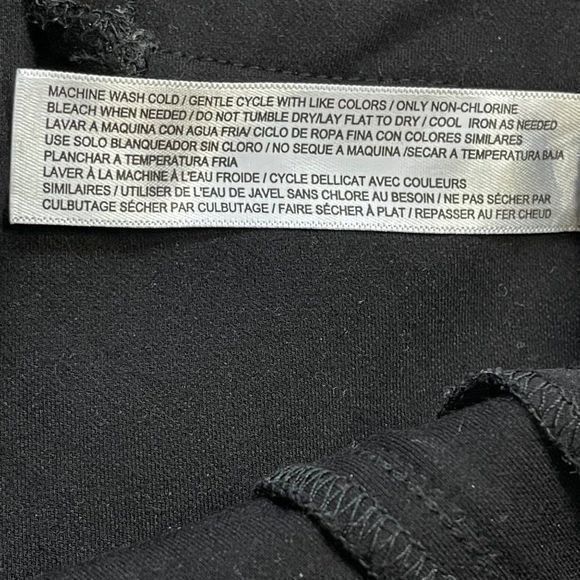 MACHINE WASH COLD / GENTLE CYCLE WITH LIKE COLORS / ONLY NON-CHLORINE
BLEACH WHEN NEEDED / DO NOT TUMBLE DRY/LAY FLAT TO DRY / COOL IRON AS NEEDED
LAVAR A MAQUINA CON AGUA FRIA/ CICLO DE ROPA FINA CON COLORES SIMILARES
USE SOLO BLANQUEADOR SIN CLORO / NO SEQUE A MAQUINA /SECAR A TEMPERATURA BAJA
PLANCHAR A TEMPERATURA FRIA
LAVER À LA MACHINE À L'EAU FROIDE / CYCLE DELLICAT AVEC COULEURS
SIMILAIRES / UTILISER DE L'EAU DE JAVEL SANS CHLORE AU BESOIN / NE PAS SÉCHER PAR
CULBUTAGE SÉCHER PAR CULBUTAGE / FAIRE SÉCHER À PLAT / REPASSER AU FER CHEUD